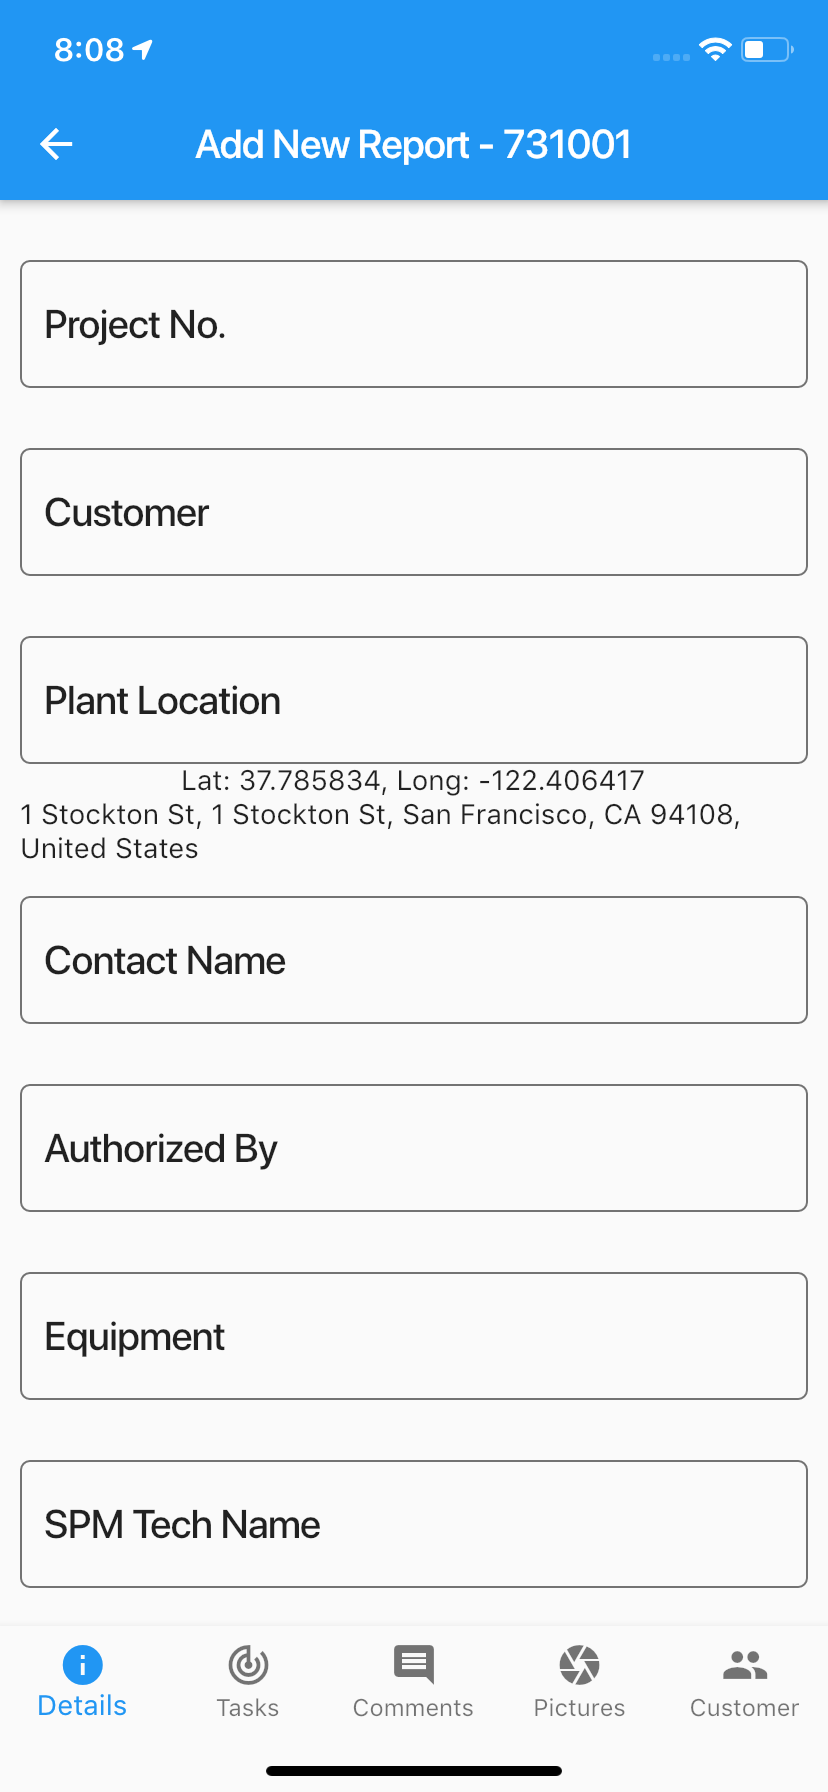 8:08
Add New Report - 731001
Project No.
Customer
Plant Location
Lat: 37.785834, Long: -122.406417
1 Stockton St, 1 Stockton St, San Francisco, CA 94108,
United States
Contact Name
Authorized By
Equipment
SPM Tech Name
Details
Tasks
Comments
Pictures
Customer